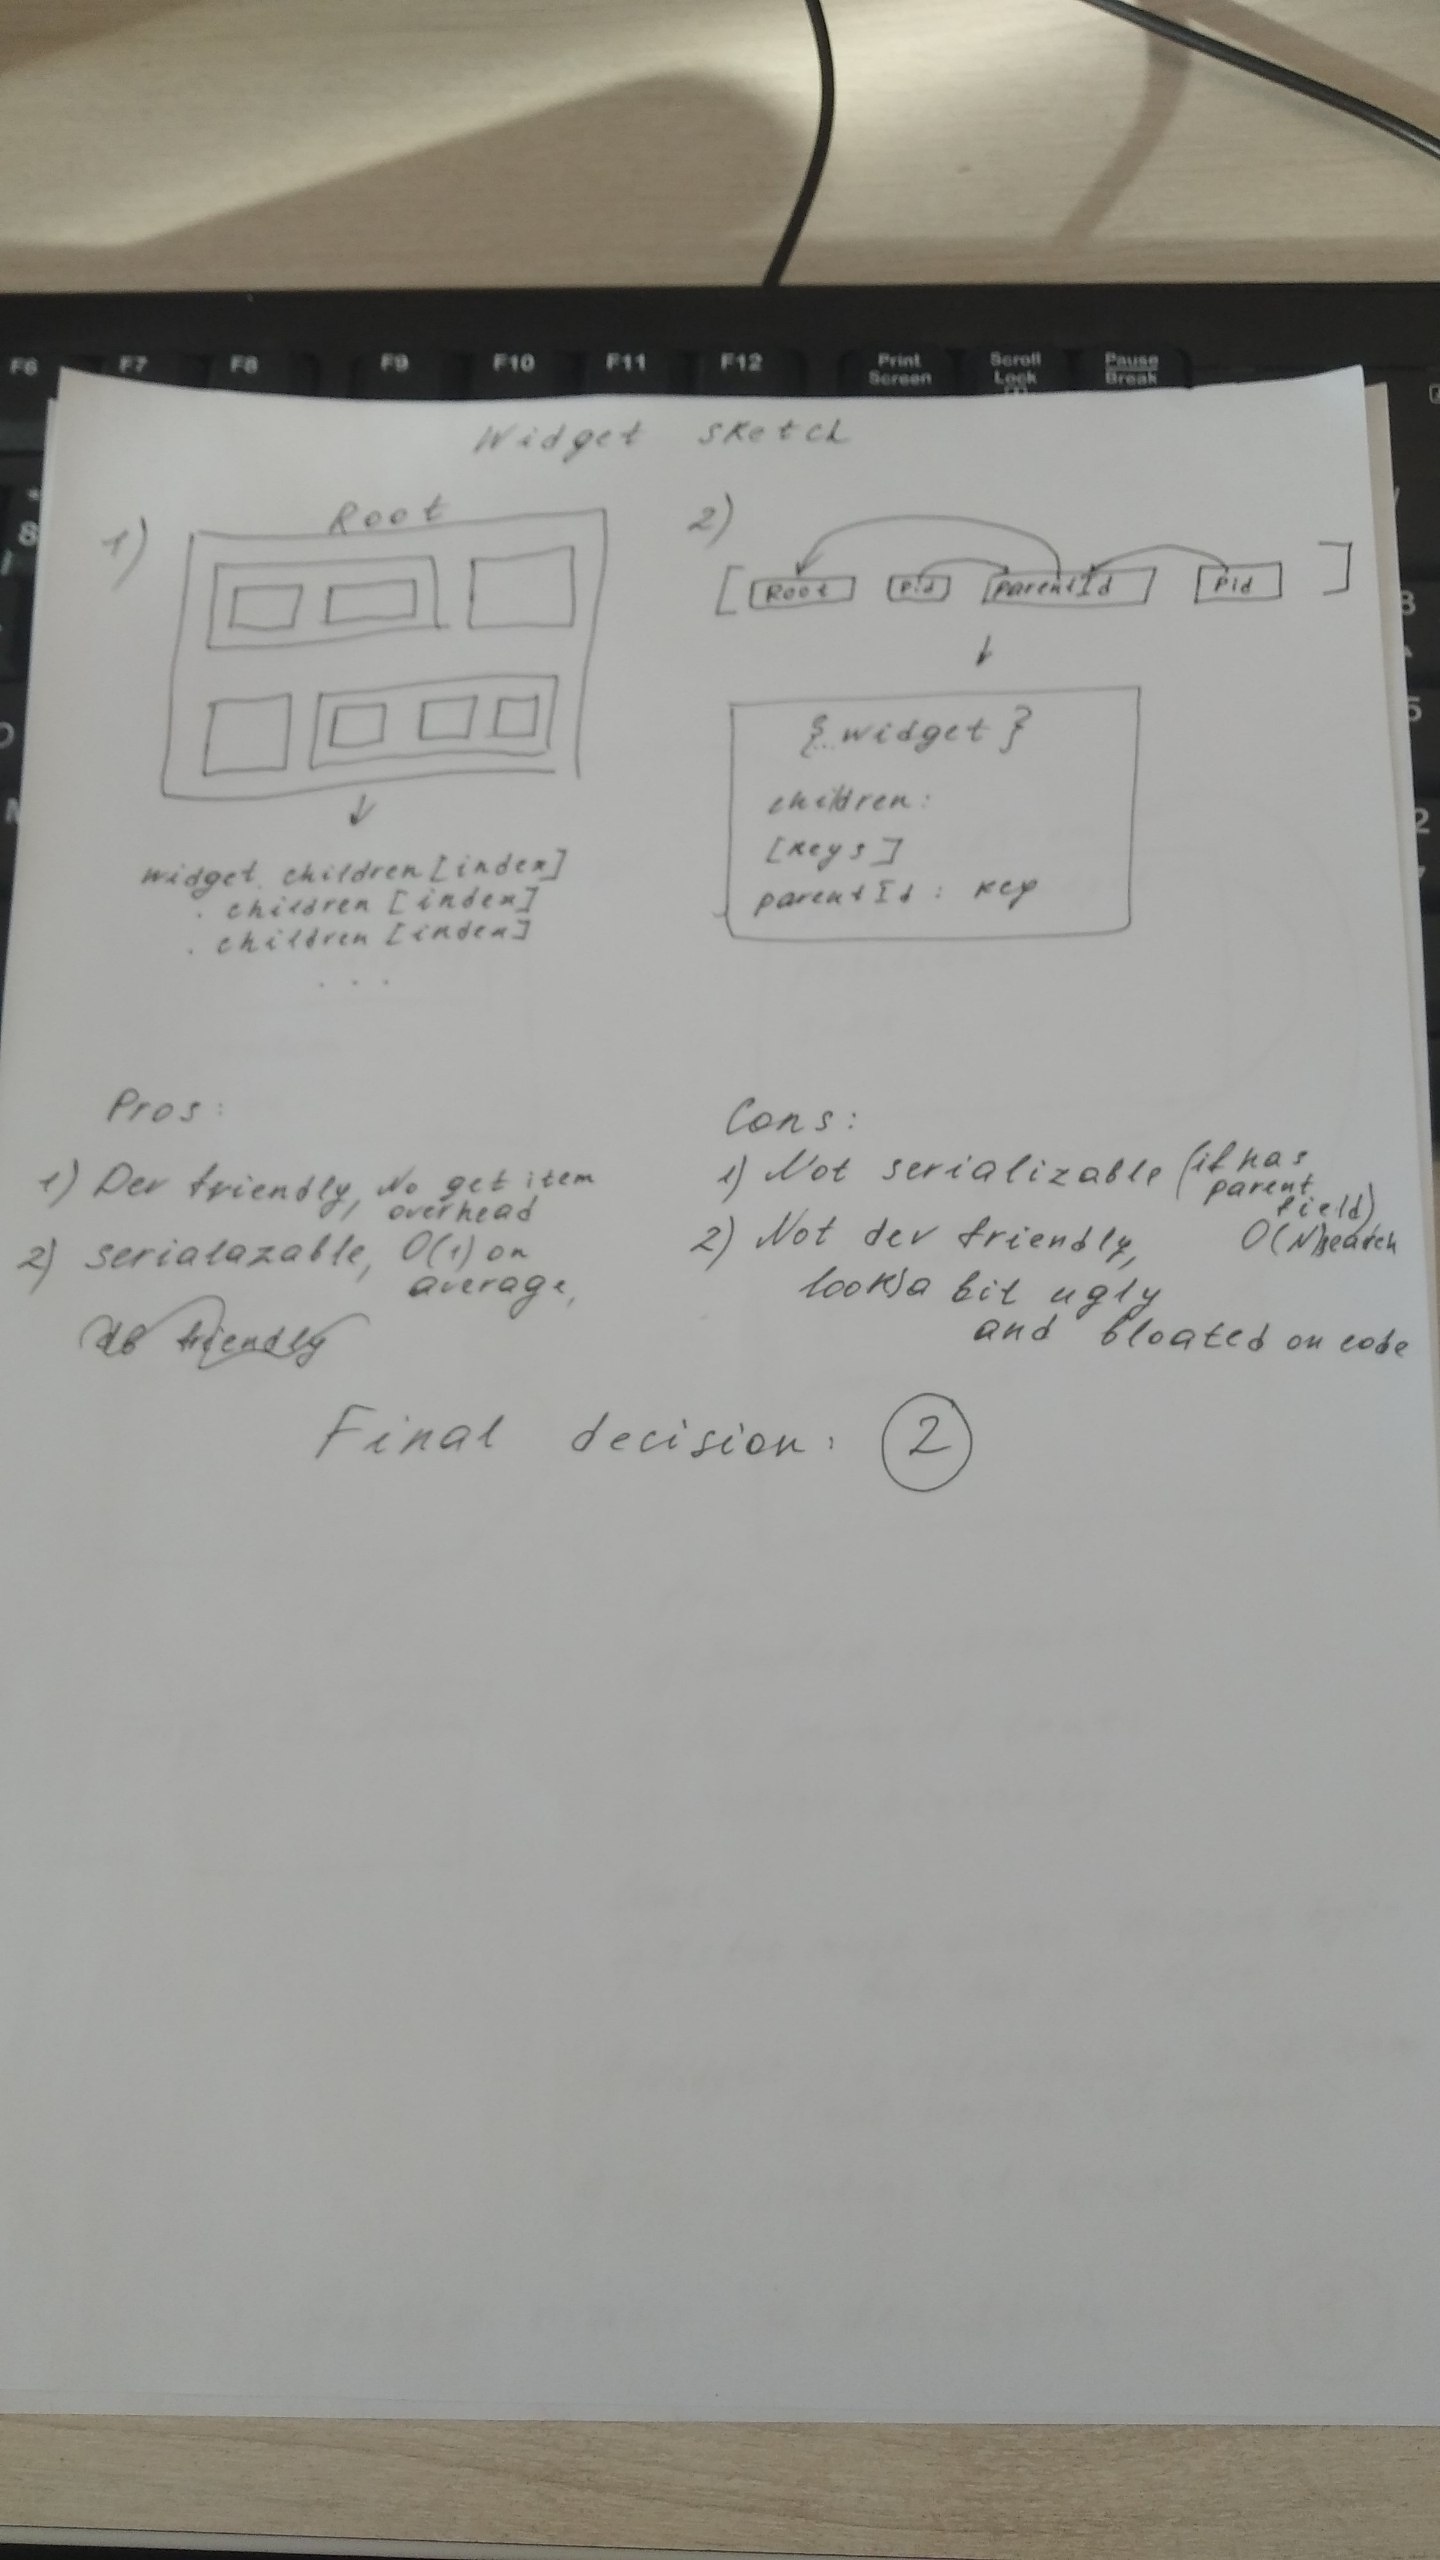 F6 F7 F8 F9 F10 F11 F12 Print Screen Scroll Lock Pause Break
Widget sketch
1)
Root
widget. children [index]
. children [index]
. children [index]
. . .
2)
[ Root Pid parentId Pid ]
{..widget}
children:
[keys]
parentId : key
Pros:
1) Dev friendly, No get item
overhead
2) serialazable, O(1) on
average,
db friendly
Cons:
1) Not serializable (if has
parent
field)
O(N) search
2) Not dev friendly,
looks a bit ugly
and bloated on code
Final decision: 2